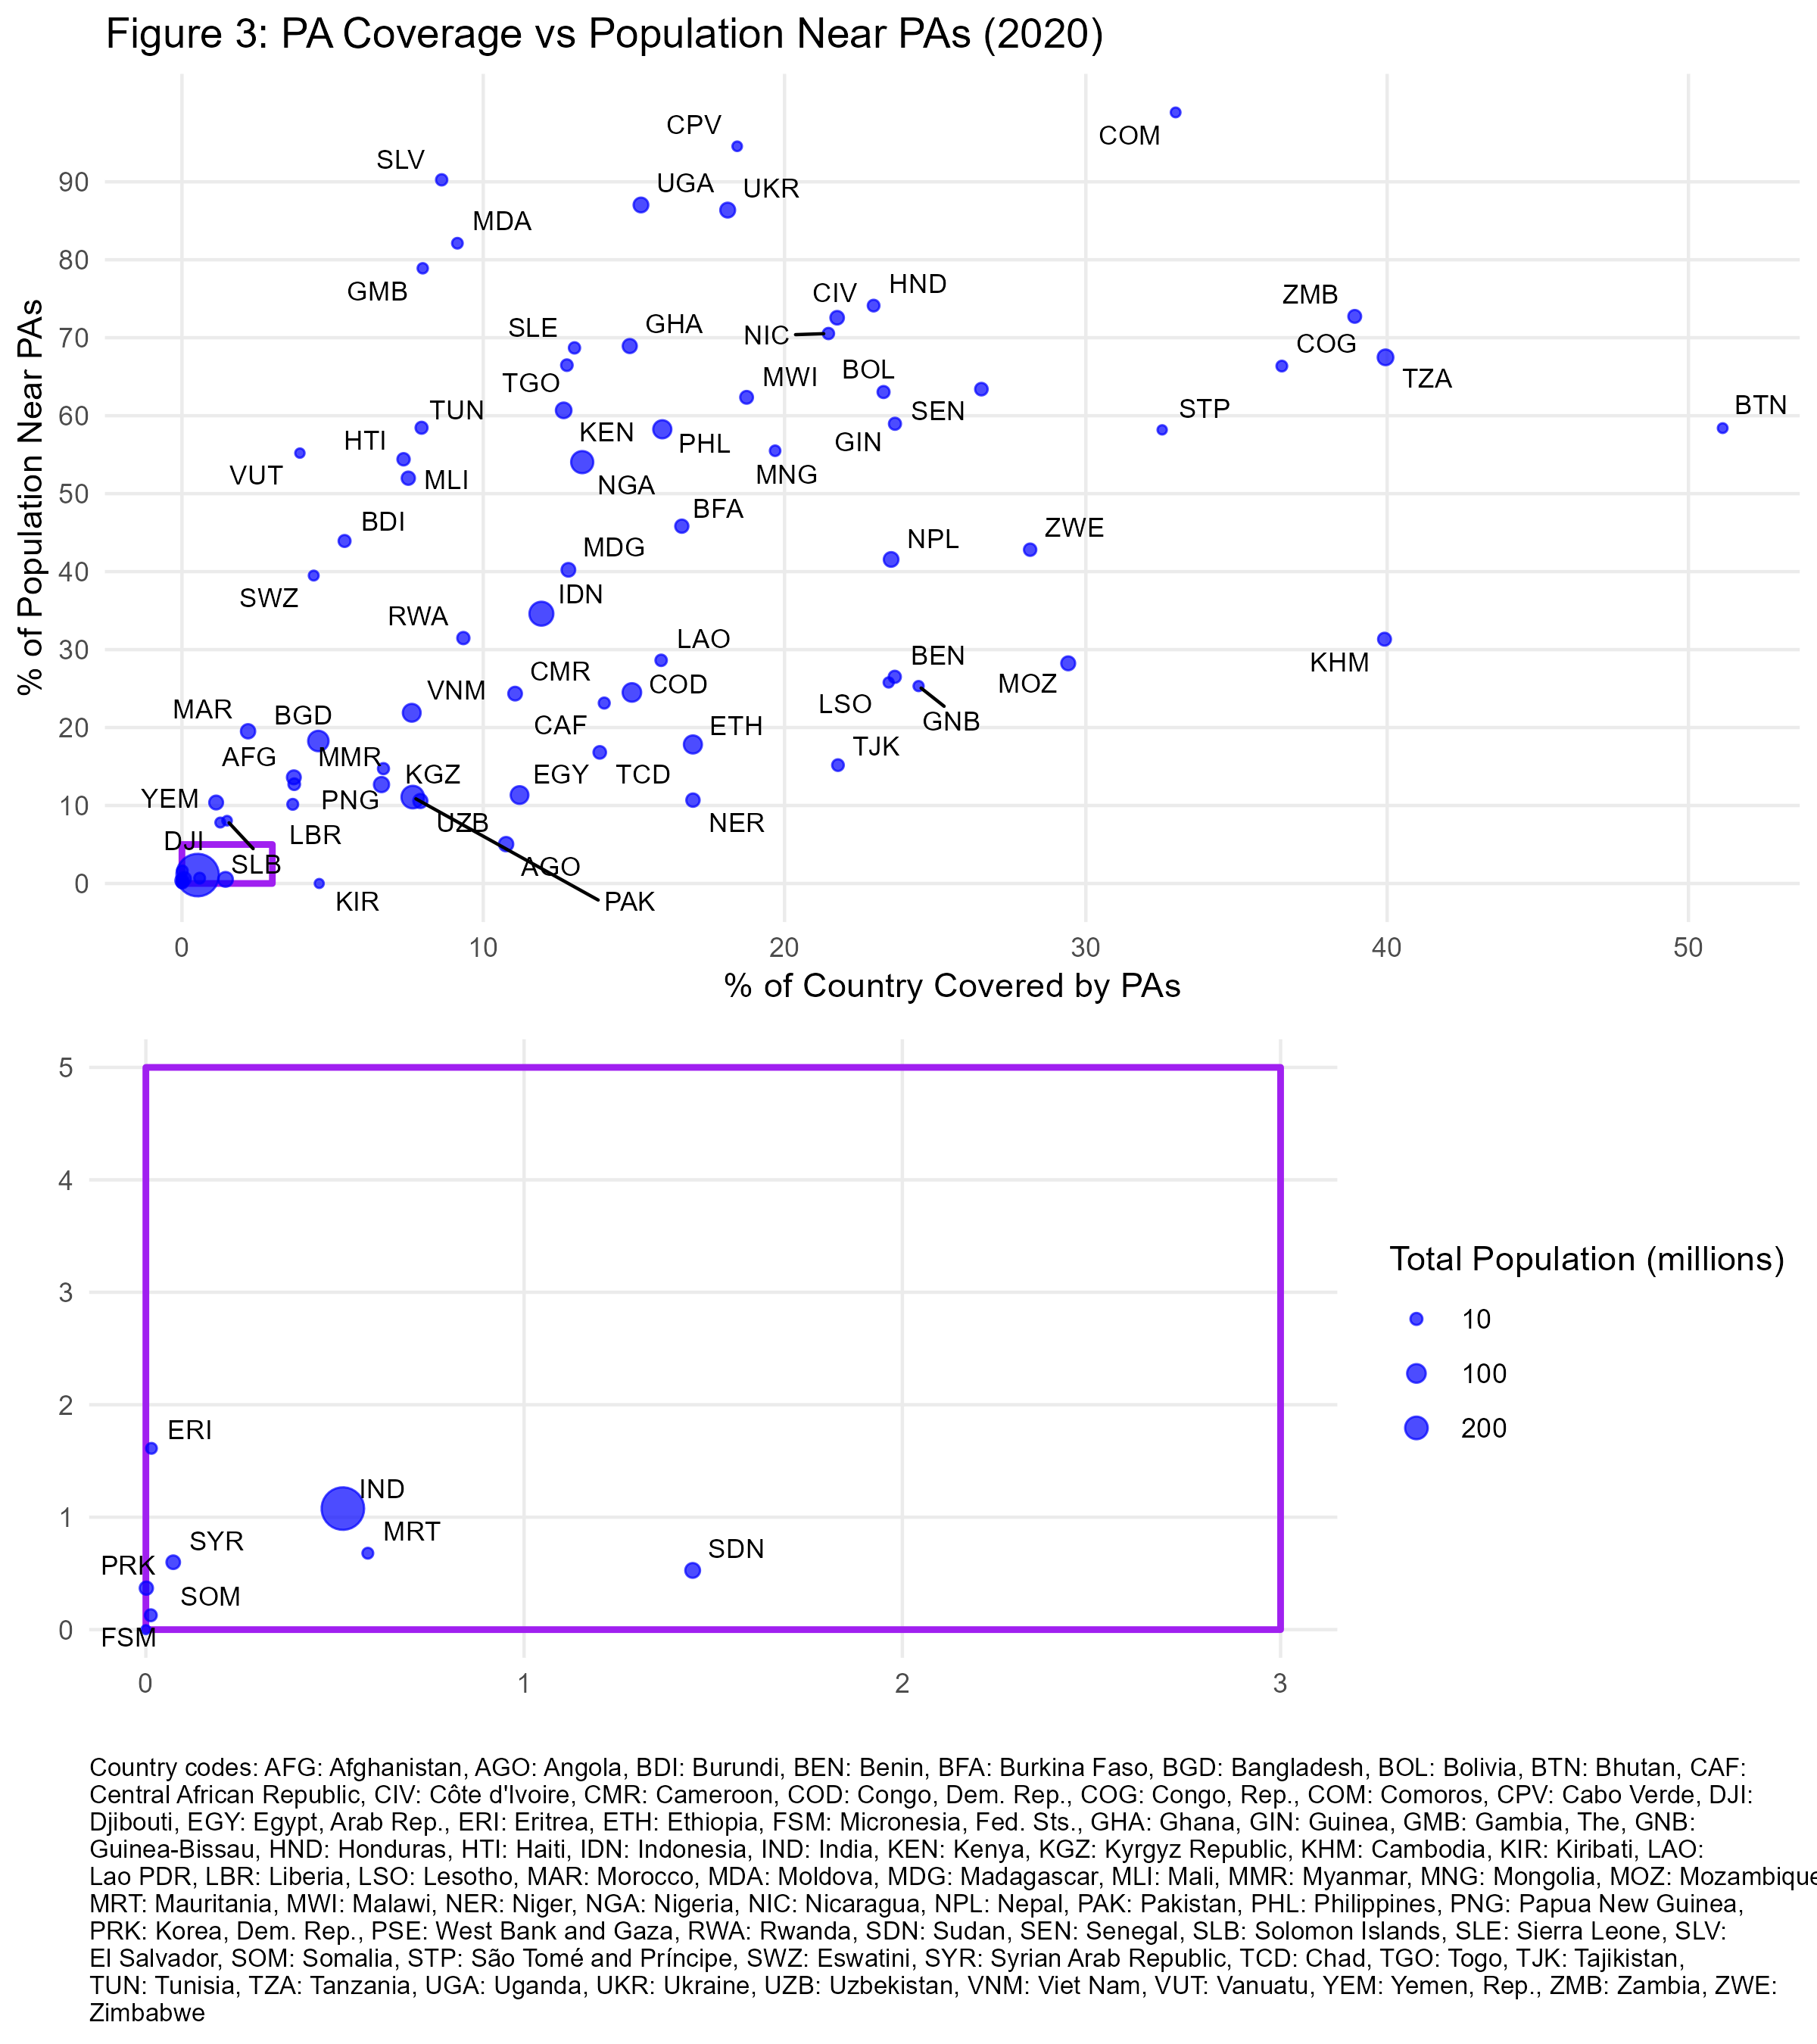 Figure 3: PA Coverage vs Population Near PAs (2020)
CPV
COM
SLV
UGA
UKR
90
MDA
80
GMB
HND
CIV
ZMB
SLE
GHA
NIC
70
COG
TGO
MWI
BOL
TZA
TUN
SEN
STP
BTN
60
HTI
KEN
PHL
GIN
VUT
MLI
NGA
MNG
50
BDI
BFA
MDG
NPL
ZWE
40
SWZ
IDN
RWA
LAO
30
CMR
BEN
KHM
VNM
COD
MOZ
LSO
MAR
BGD
CAF
ETH
GNB
20
AFG
MMR
TJK
KGZ
EGY
TCD
YEM
PNG
10
LBR
UZB
NER
DJI
SLB
AGO
0
KIR
PAK
0 10 20 30 40 50
% of Population Near PAs
% of Country Covered by PAs
5
4
3
2
ERI
IND
1
MRT
SYR
SDN
PRK
SOM
0
FSM
0 1 2 3
Total Population (millions)
10
100
200
Country codes: AFG: Afghanistan, AGO: Angola, BDI: Burundi, BEN: Benin, BFA: Burkina Faso, BGD: Bangladesh, BOL: Bolivia, BTN: Bhutan, CAF:
Central African Republic, CIV: Côte d'Ivoire, CMR: Cameroon, COD: Congo, Dem. Rep., COG: Congo, Rep., COM: Comoros, CPV: Cabo Verde, DJI:
Djibouti, EGY: Egypt, Arab Rep., ERI: Eritrea, ETH: Ethiopia, FSM: Micronesia, Fed. Sts., GHA: Ghana, GIN: Guinea, GMB: Gambia, The, GNB:
Guinea-Bissau, HND: Honduras, HTI: Haiti, IDN: Indonesia, IND: India, KEN: Kenya, KGZ: Kyrgyz Republic, KHM: Cambodia, KIR: Kiribati, LAO:
Lao PDR, LBR: Liberia, LSO: Lesotho, MAR: Morocco, MDA: Moldova, MDG: Madagascar, MLI: Mali, MMR: Myanmar, MNG: Mongolia, MOZ: Mozambique
MRT: Mauritania, MWI: Malawi, NER: Niger, NGA: Nigeria, NIC: Nicaragua, NPL: Nepal, PAK: Pakistan, PHL: Philippines, PNG: Papua New Guinea,
PRK: Korea, Dem. Rep., PSE: West Bank and Gaza, RWA: Rwanda, SDN: Sudan, SEN: Senegal, SLB: Solomon Islands, SLE: Sierra Leone, SLV:
El Salvador, SOM: Somalia, STP: São Tomé and Príncipe, SWZ: Eswatini, SYR: Syrian Arab Republic, TCD: Chad, TGO: Togo, TJK: Tajikistan,
TUN: Tunisia, TZA: Tanzania, UGA: Uganda, UKR: Ukraine, UZB: Uzbekistan, VNM: Viet Nam, VUT: Vanuatu, YEM: Yemen, Rep., ZMB: Zambia, ZWE:
Zimbabwe